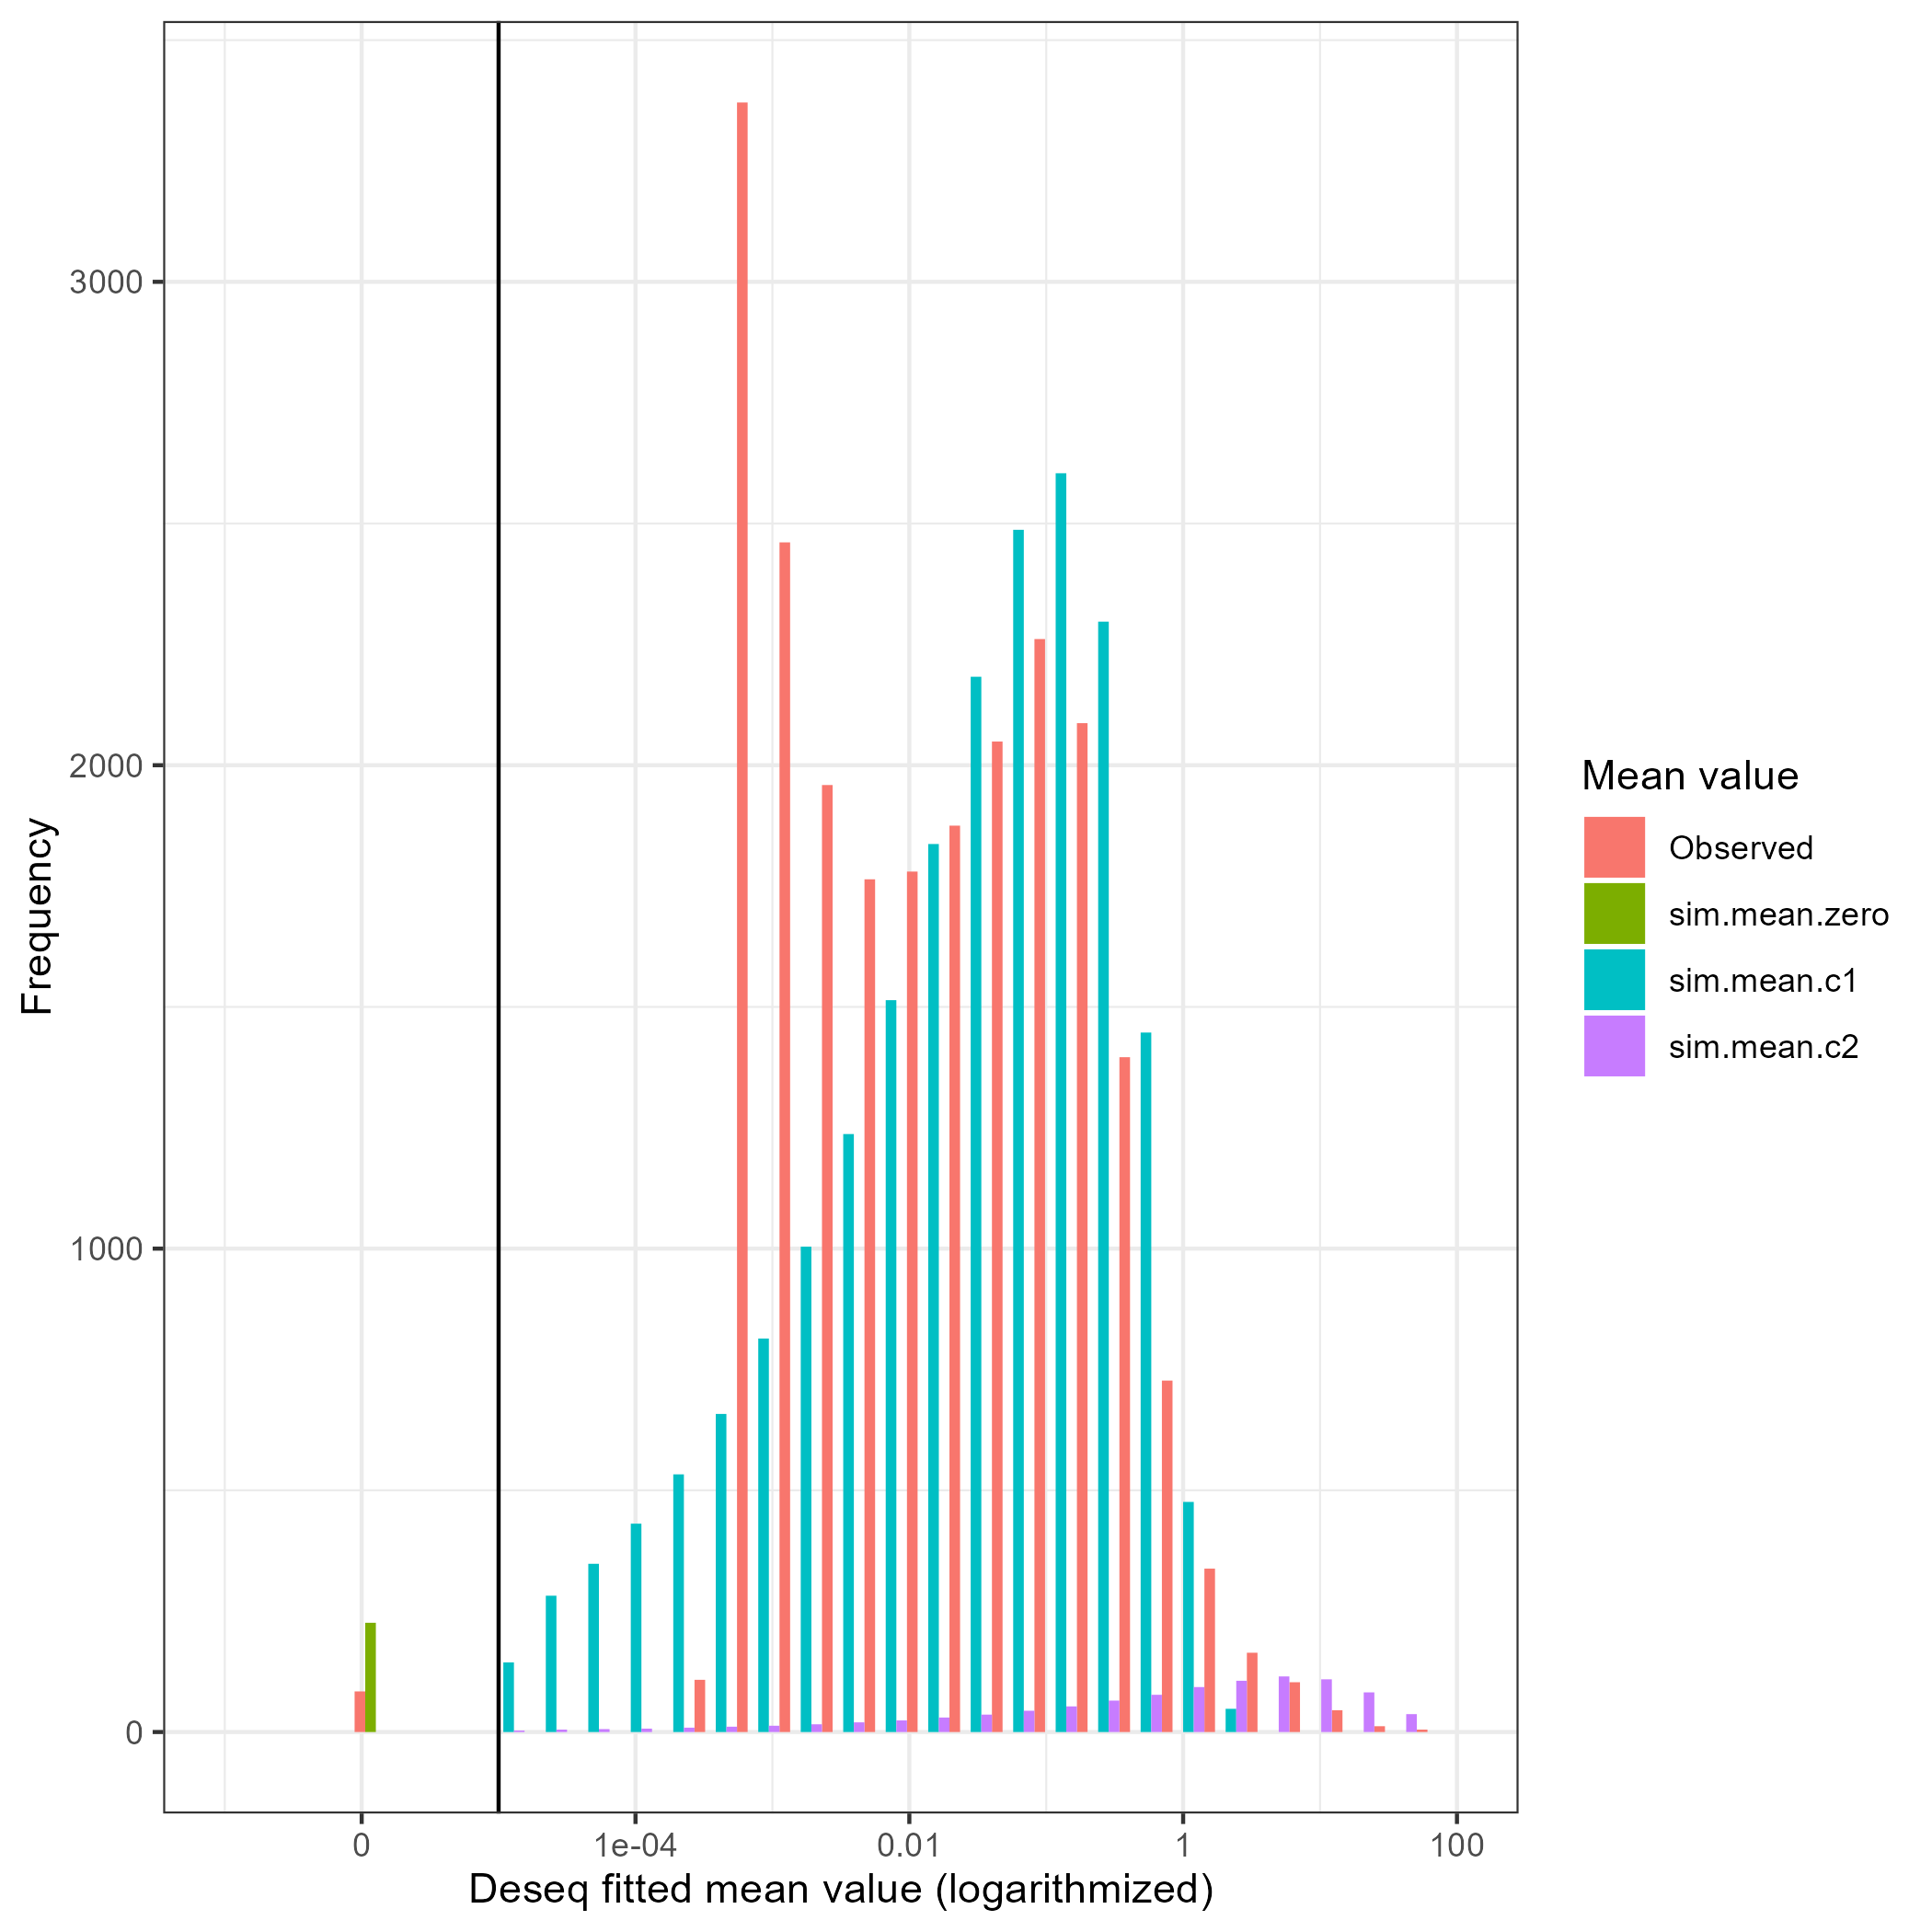 3000
2000
1000
0
Frequency
0
1e-04
0.01
1
100
Deseq fitted mean value (logarithmized)
Mean value
Observed
sim.mean.zero
sim.mean.c1
sim.mean.c2